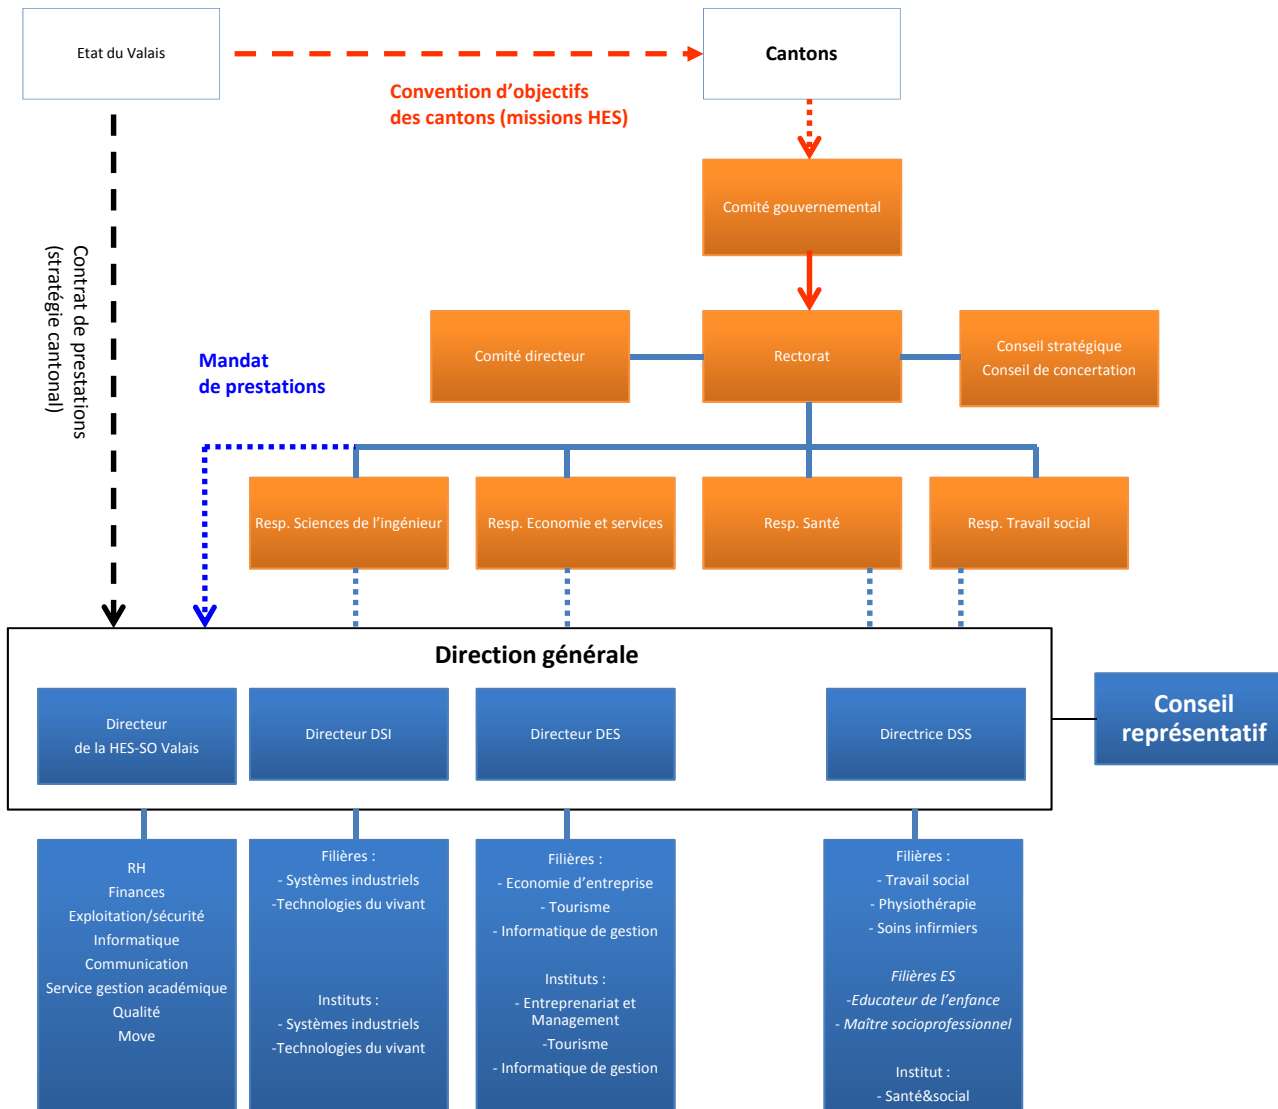 Etat du Valais
Cantons
Convention d’objectifs
des cantons (missions HES)
Comité gouvernemental
Contrat de prestations
(stratégie cantonal)
Mandat
de prestations
Comité directeur
Rectorat
Conseil stratégique
Conseil de concertation
Resp. Sciences de l’ingénieur
Resp. Economie et services
Resp. Santé
Resp. Travail social
Direction générale
Directeur
de la HES-SO Valais
Directeur DSI
Directeur DES
Directrice DSS
Conseil
représentatif
RH
Finances
Exploitation/sécurité
Informatique
Communication
Service gestion académique
Qualité
Move
Filières :
- Systèmes industriels
-Technologies du vivant
Instituts :
- Systèmes industriels
-Technologies du vivant
Filières :
- Economie d’entreprise
- Tourisme
- Informatique de gestion
Instituts :
- Entreprenariat et
Management
-Tourisme
- Informatique de gestion
Filières :
- Travail social
- Physiothérapie
- Soins infirmiers
Filières ES
-Educateur de l’enfance
- Maître socioprofessionnel
Institut :
- Santé&social